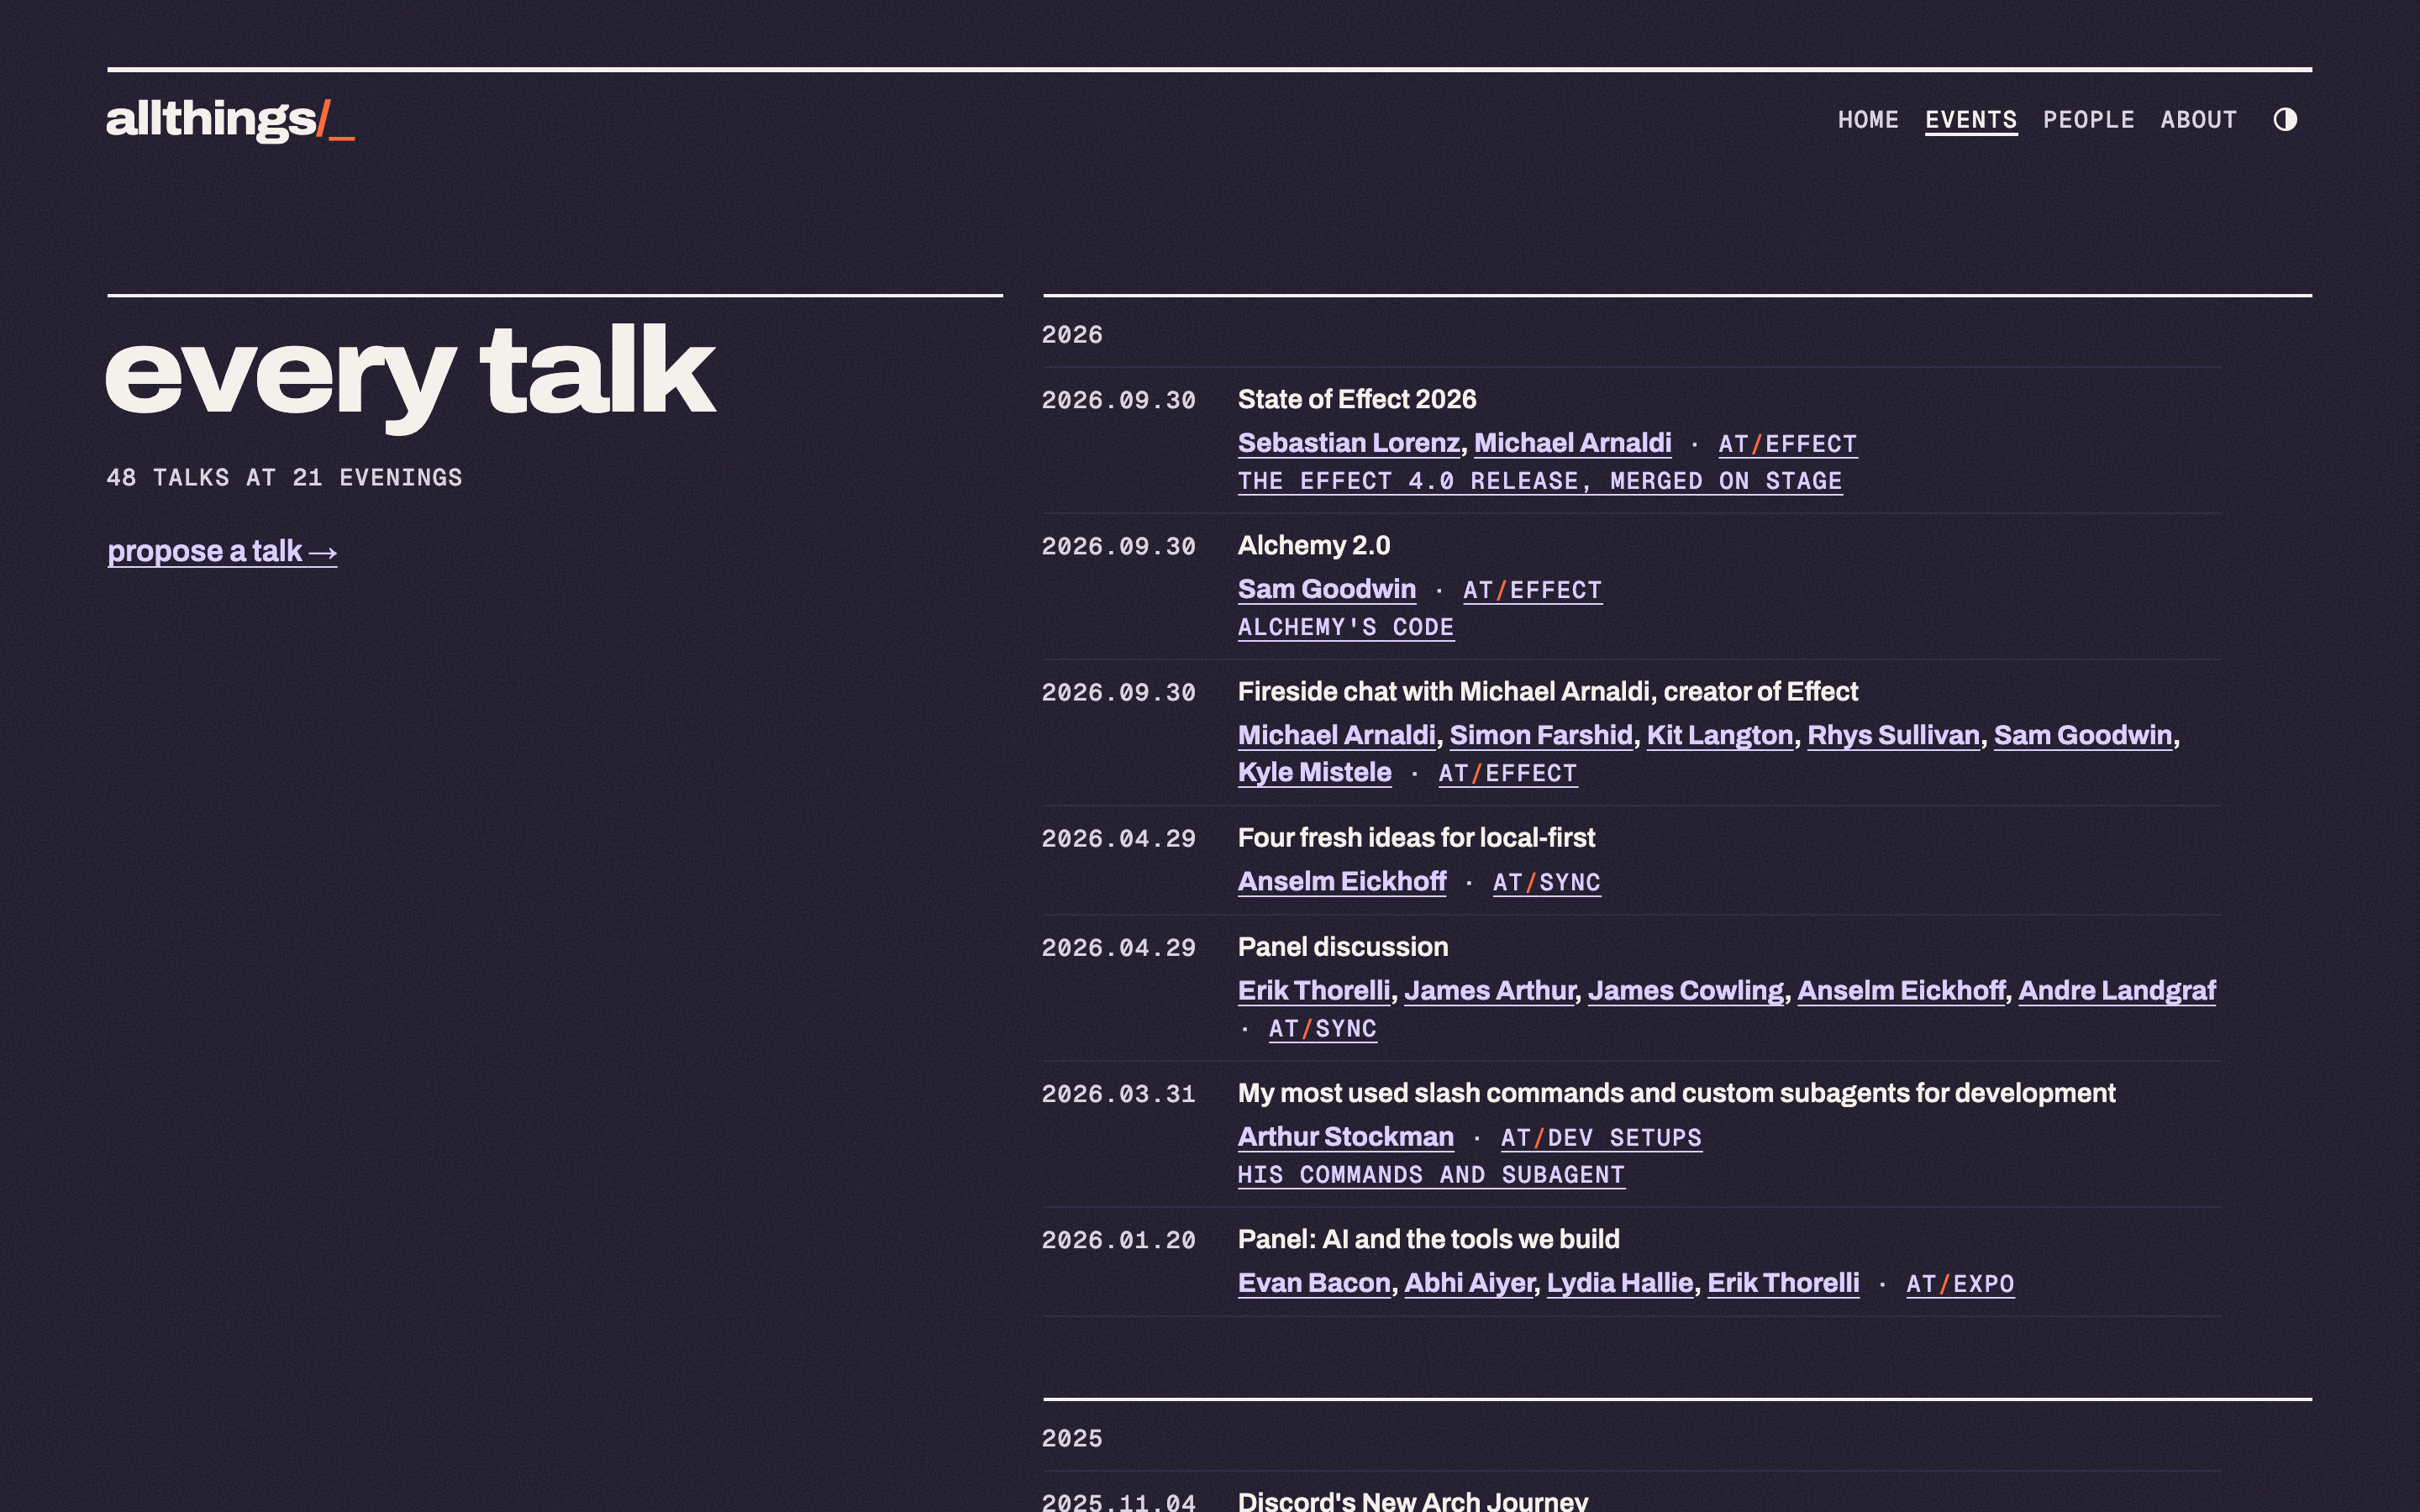 allthings/_
HOME EVENTS PEOPLE ABOUT
every talk
48 TALKS AT 21 EVENINGS
propose a talk →
2026
2026.09.30 State of Effect 2026
Sebastian Lorenz, Michael Arnaldi · AT/EFFECT
THE EFFECT 4.0 RELEASE, MERGED ON STAGE
2026.09.30 Alchemy 2.0
Sam Goodwin · AT/EFFECT
ALCHEMY'S CODE
2026.09.30 Fireside chat with Michael Arnaldi, creator of Effect
Michael Arnaldi, Simon Farshid, Kit Langton, Rhys Sullivan, Sam Goodwin,
Kyle Mistele · AT/EFFECT
2026.04.29 Four fresh ideas for local-first
Anselm Eickhoff · AT/SYNC
2026.04.29 Panel discussion
Erik Thorelli, James Arthur, James Cowling, Anselm Eickhoff, Andre Landgraf
· AT/SYNC
2026.03.31 My most used slash commands and custom subagents for development
Arthur Stockman · AT/DEV SETUPS
HIS COMMANDS AND SUBAGENT
2026.01.20 Panel: AI and the tools we build
Evan Bacon, Abhi Aiyer, Lydia Hallie, Erik Thorelli · AT/EXPO
2025
2025.11.04 Discord's New Arch Journey